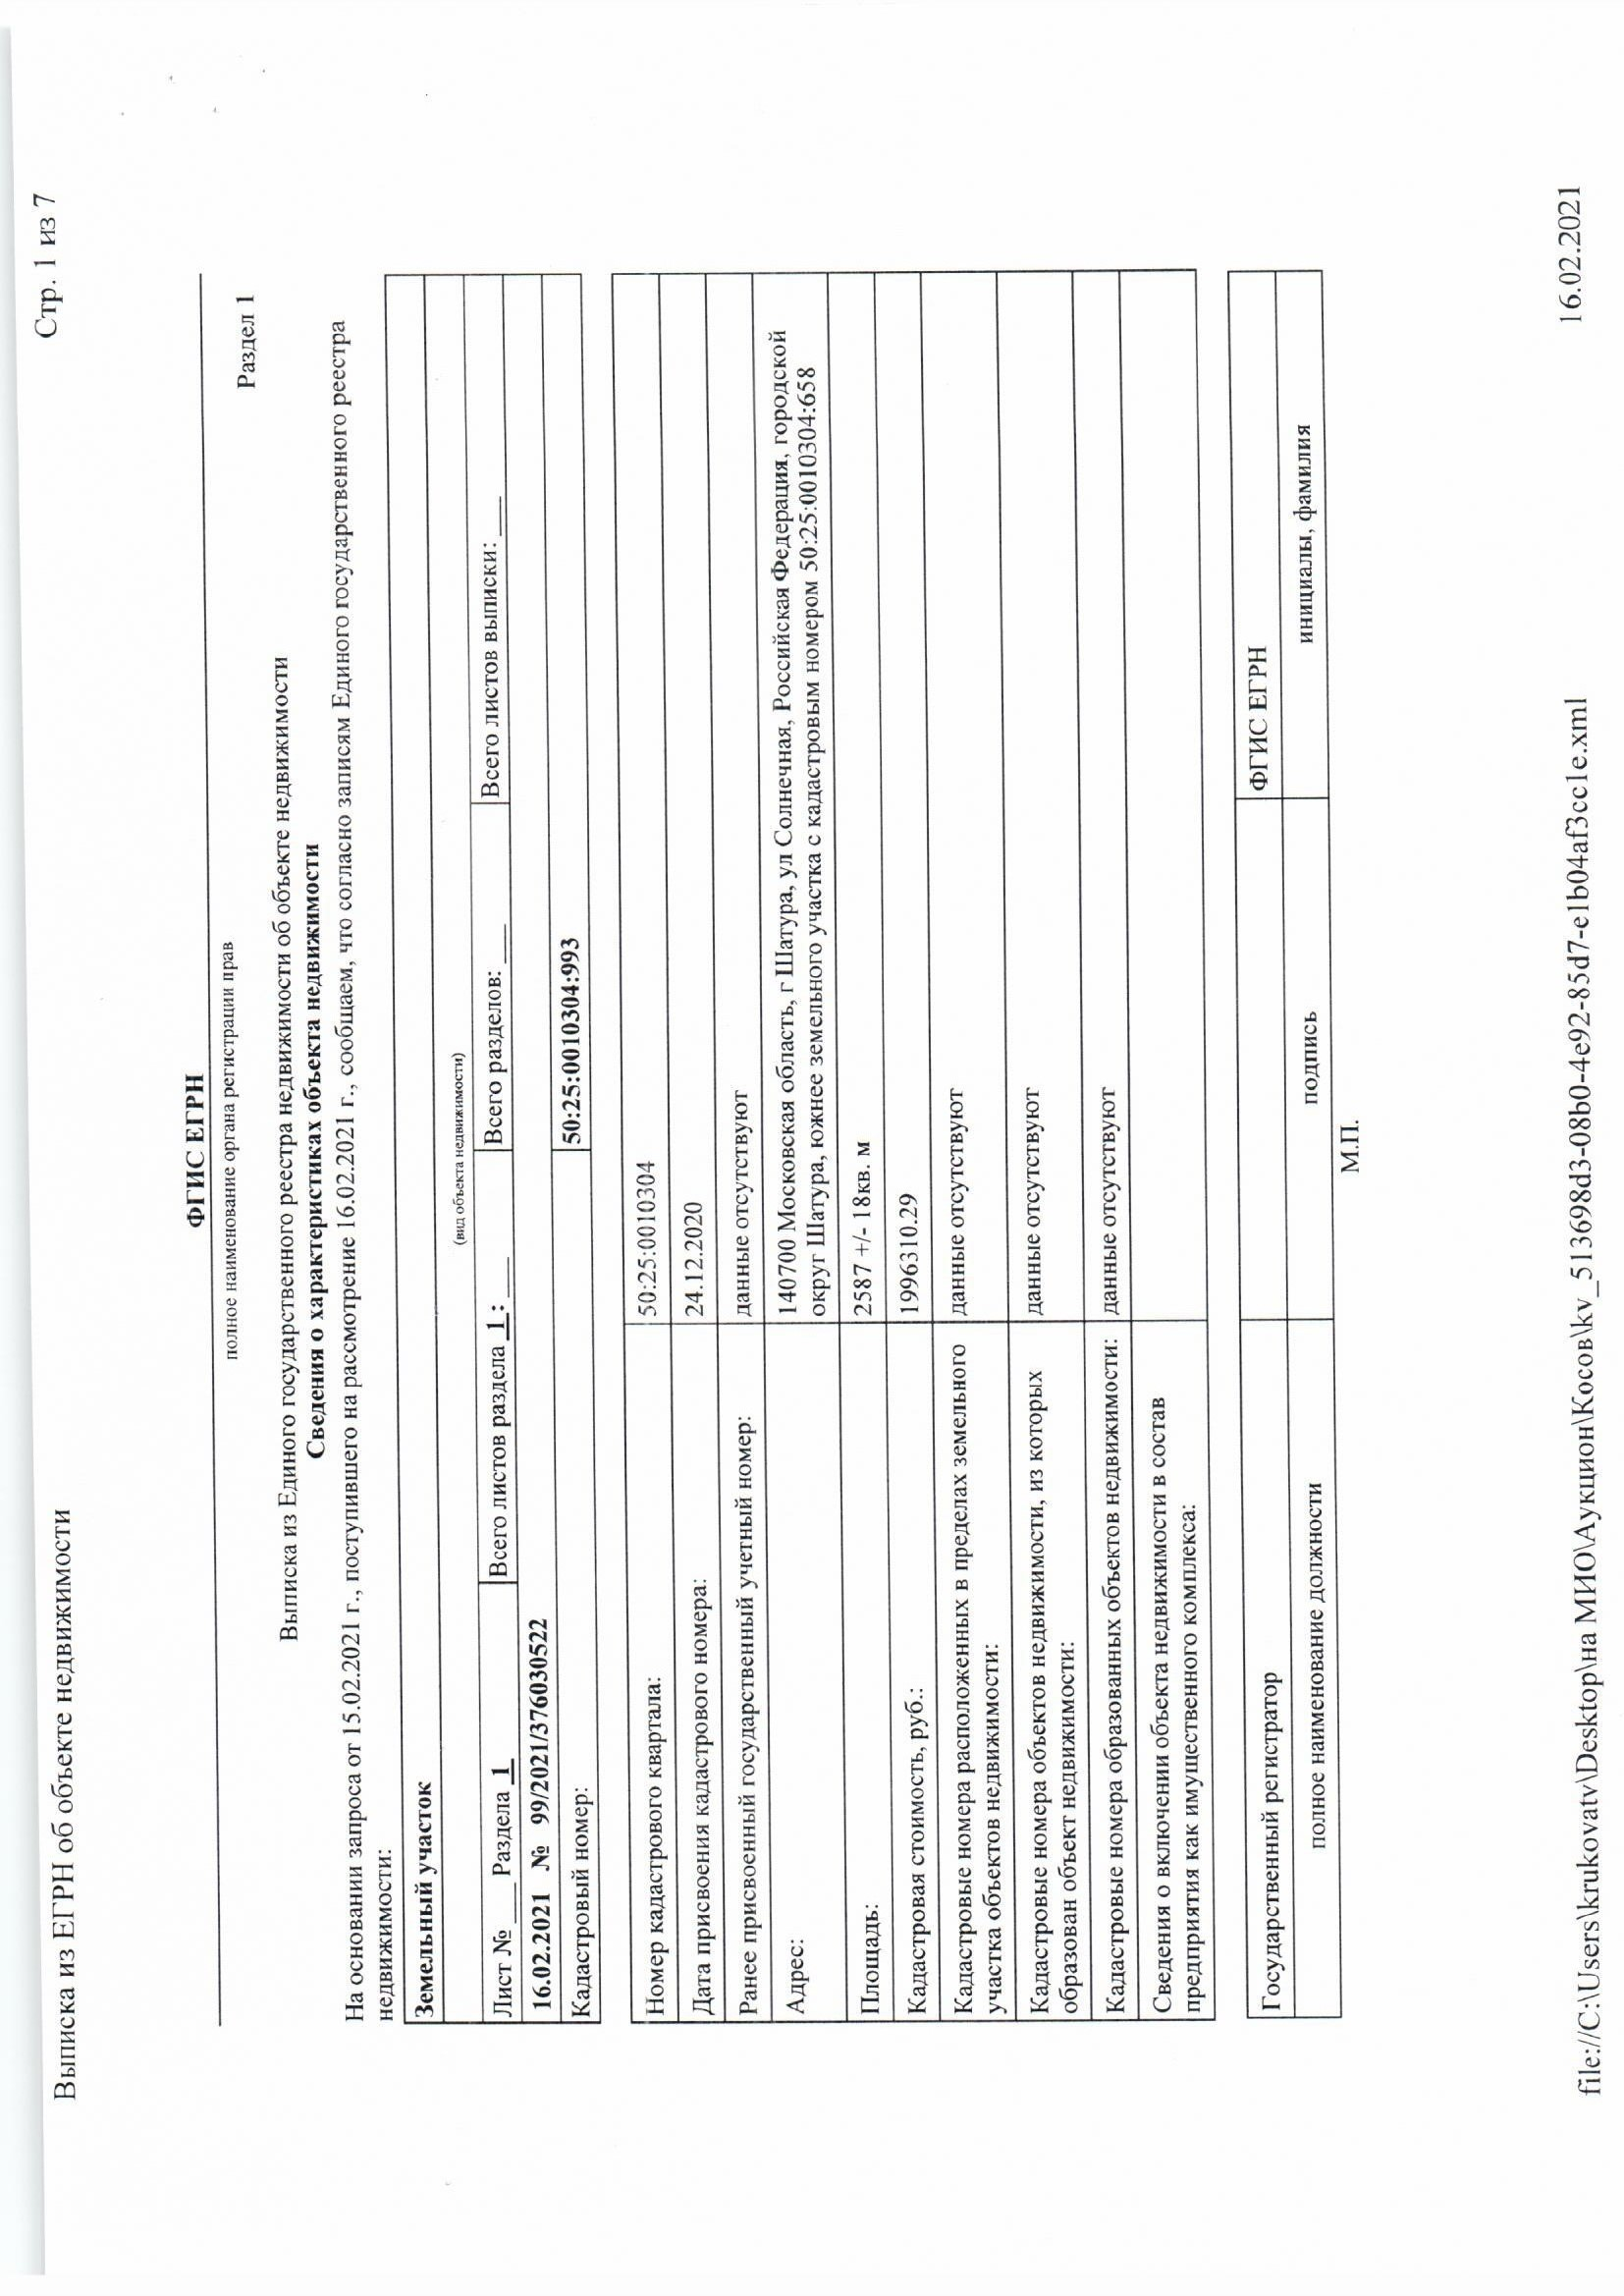 Выписка из ЕГРН об объекте недвижимости
Стр. 1 из 7
ФГИС ЕГРН
полное наименование органа регистрации прав
Раздел 1
Выписка из Единого государственного реестра недвижимости об объекте недвижимости
Сведения о характеристиках объекта недвижимости
На основании запроса от 15.02.2021 г., поступившего на рассмотрение 16.02.2021 г., сообщаем, что согласно записям Единого государственного реестра
недвижимости:
Земельный участок
(вид объекта недвижимости)
Лист № ___ Раздела 1
Всего листов раздела 1 : ___
Всего разделов: ___
Всего листов выписки: ___
16.02.2021 № 99/2021/376030522
Кадастровый номер:
50:25:0010304:993
Номер кадастрового квартала:
50:25:0010304
Дата присвоения кадастрового номера:
24.12.2020
Ранее присвоенный государственный учетный номер:
данные отсутствуют
Адрес:
140700 Московская область, г Шатура, ул Солнечная, Российская Федерация, городской
округ Шатура, южнее земельного участка с кадастровым номером 50:25:0010304:658
Площадь:
2587 +/- 18кв. м
Кадастровая стоимость, руб.:
1996310.29
Кадастровые номера расположенных в пределах земельного
участка объектов недвижимости:
данные отсутствуют
Кадастровые номера объектов недвижимости, из которых
образован объект недвижимости:
данные отсутствуют
Кадастровые номера образованных объектов недвижимости:
данные отсутствуют
Сведения о включении объекта недвижимости в состав
предприятия как имущественного комплекса:
Государственный регистратор
ФГИС ЕГРН
полное наименование должности
подпись
инициалы, фамилия
М.П.
file://C:\Users\krukovatv\Desktop\на МИО\Аукцион\Косов\kv_513698d3-08b0-4e92-85d7-e1b04af3cc1e.xml
16.02.2021